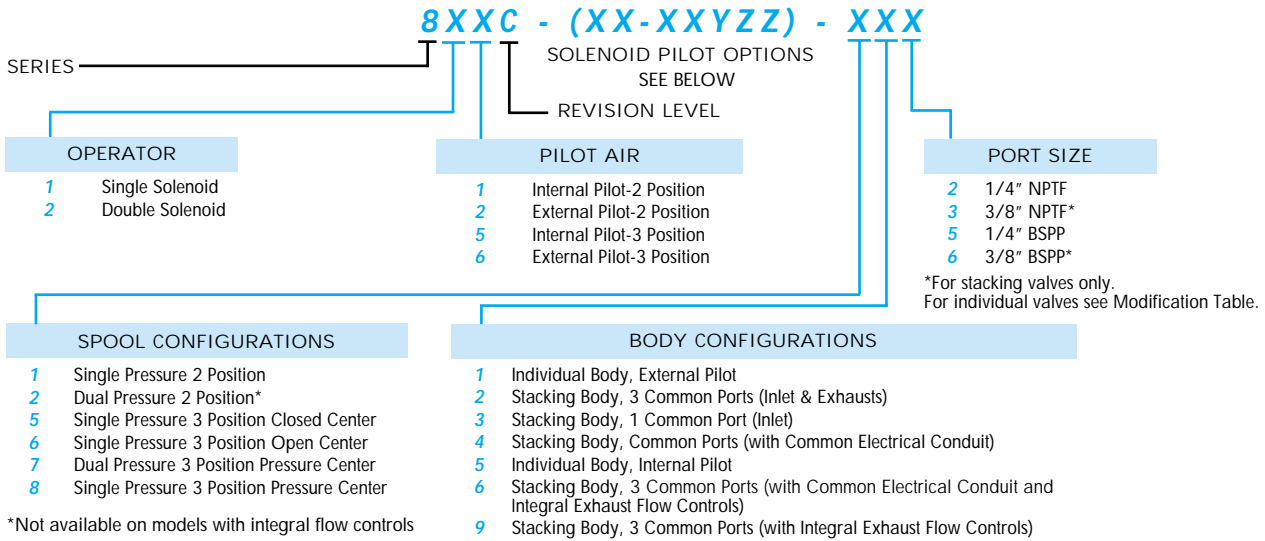 8XXC - (XX-XXYZZ) - XXX
SERIES
SOLENOID PILOT OPTIONS
SEE BELOW
REVISION LEVEL
OPERATOR
1 Single Solenoid
2 Double Solenoid
PILOT AIR
1 Internal Pilot-2 Position
2 External Pilot-2 Position
5 Internal Pilot-3 Position
6 External Pilot-3 Position
PORT SIZE
2 1/4" NPTF
3 3/8" NPTF*
5 1/4" BSPP
6 3/8" BSPP*
*For stacking valves only.
For individual valves see Modification Table.
SPOOL CONFIGURATIONS
1 Single Pressure 2 Position
2 Dual Pressure 2 Position*
5 Single Pressure 3 Position Closed Center
6 Single Pressure 3 Position Open Center
7 Dual Pressure 3 Position Pressure Center
8 Single Pressure 3 Position Pressure Center
*Not available on models with integral flow controls
BODY CONFIGURATIONS
1 Individual Body, External Pilot
2 Stacking Body, 3 Common Ports (Inlet & Exhausts)
3 Stacking Body, 1 Common Port (Inlet)
4 Stacking Body, Common Ports (with Common Electrical Conduit)
5 Individual Body, Internal Pilot
6 Stacking Body, 3 Common Ports (with Common Electrical Conduit and
Integral Exhaust Flow Controls)
9 Stacking Body, 3 Common Ports (with Integral Exhaust Flow Controls)